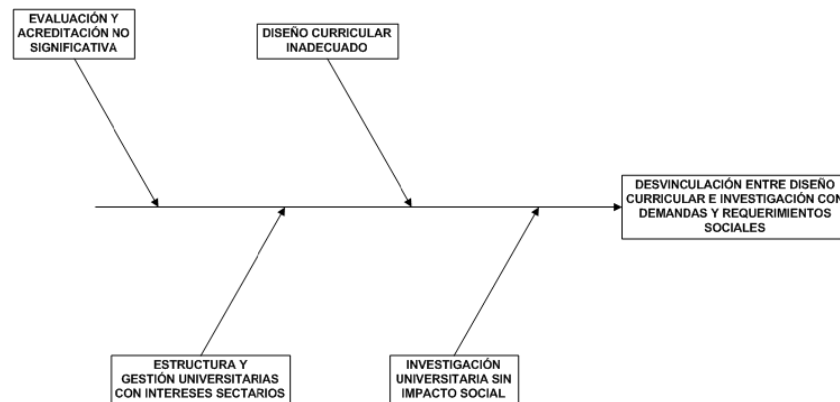 EVALUACIÓN Y
ACREDITACIÓN NO
SIGNIFICATIVA
DISEÑO CURRICULAR
INADECUADO
DESVINCULACIÓN ENTRE DISEÑO
CURRICULAR E INVESTIGACIÓN CON
DEMANDAS Y REQUERIMIENTOS
SOCIALES
ESTRUCTURA Y
GESTIÓN UNIVERSITARIAS
CON INTERESES SECTARIOS
INVESTIGACIÓN
UNIVERSITARIA SIN
IMPACTO SOCIAL